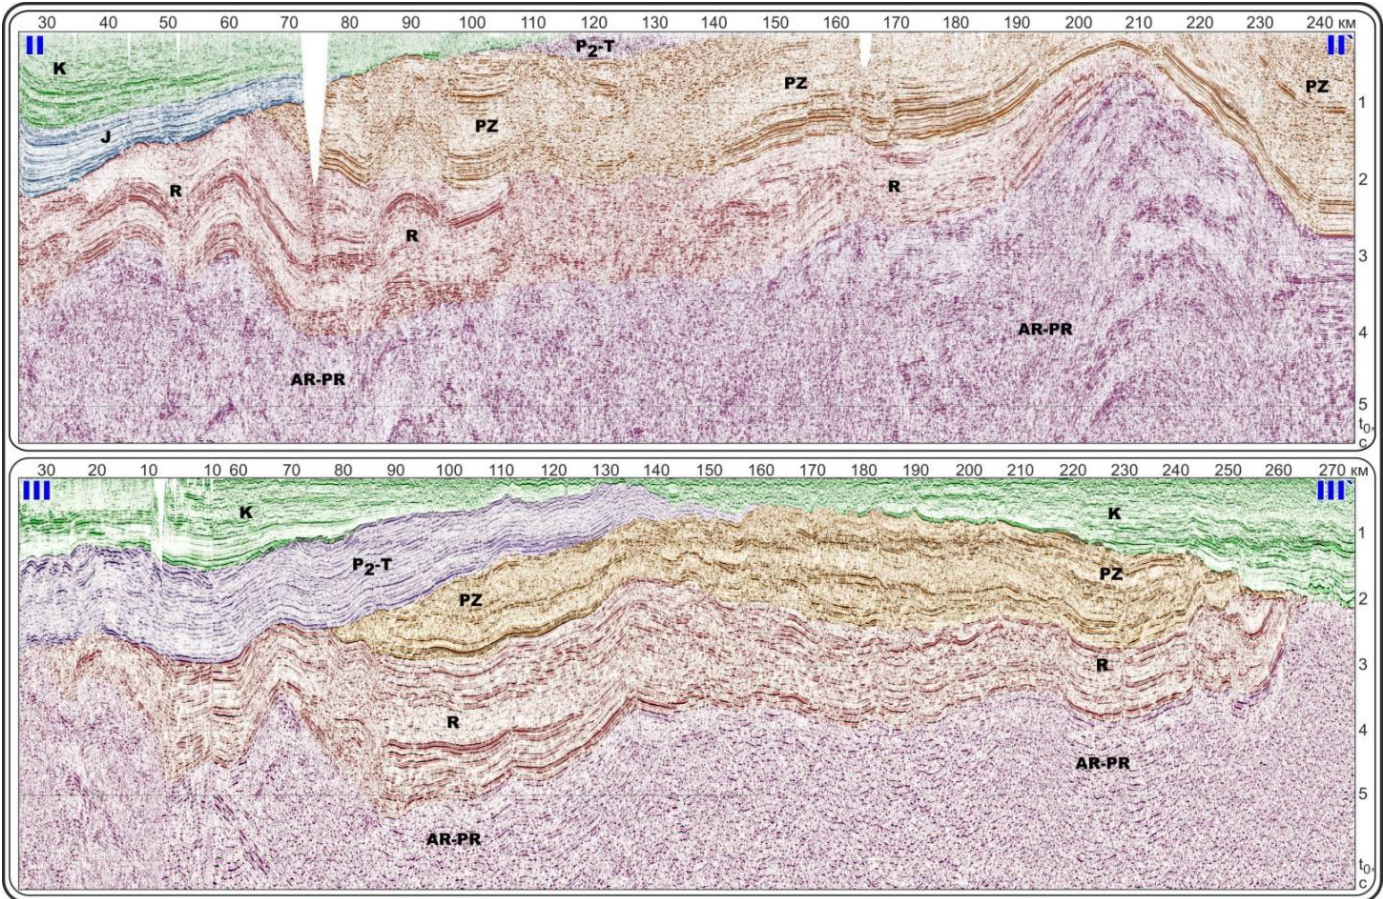 30 40 50 60 70 80 90 100 110 120 130 140 150 160 170 180 190 200 210 220 230 240 км
II II`
P2-T
K
PZ PZ
1
PZ
J
2
R R
R
3
AR-PR
4
AR-PR
5
t0,
c
30 20 10 10 60 70 80 90 100 110 120 130 140 150 160 170 180 190 200 210 220 230 240 250 260 270 км
III III`
K K
1
P2-T PZ
PZ
2
R
3
R
4
AR-PR
5
AR-PR
t0,
c